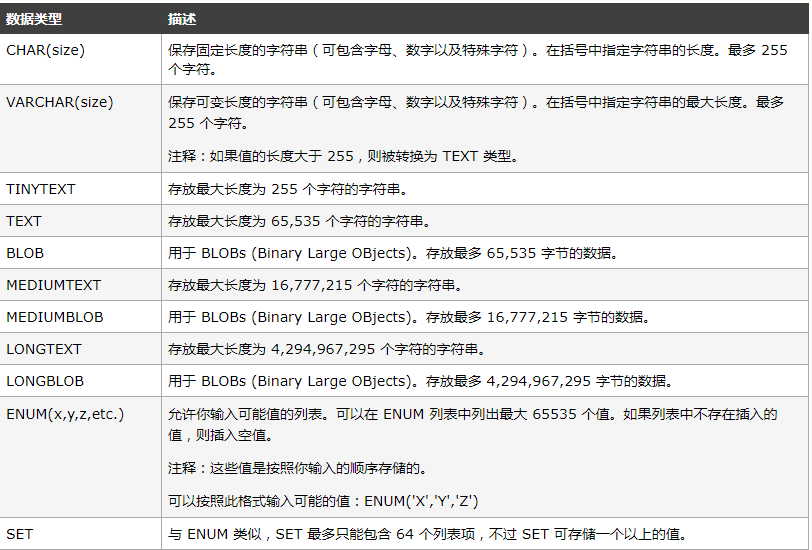 数据类型 描述
CHAR(size) 保存固定长度的字符串（可包含字母、数字以及特殊字符）。在括号中指定字符串的长度。最多 255
个字符。
VARCHAR(size) 保存可变长度的字符串（可包含字母、数字以及特殊字符）。在括号中指定字符串的最大长度。最多
255 个字符。
注释：如果值的长度大于 255，则被转换为 TEXT 类型。
TINYTEXT 存放最大长度为 255 个字符的字符串。
TEXT 存放最大长度为 65,535 个字符的字符串。
BLOB 用于 BLOBs (Binary Large OBjects)。存放最多 65,535 字节的数据。
MEDIUMTEXT 存放最大长度为 16,777,215 个字符的字符串。
MEDIUMBLOB 用于 BLOBs (Binary Large OBjects)。存放最多 16,777,215 字节的数据。
LONGTEXT 存放最大长度为 4,294,967,295 个字符的字符串。
LONGBLOB 用于 BLOBs (Binary Large OBjects)。存放最多 4,294,967,295 字节的数据。
ENUM(x,y,z,etc.) 允许你输入可能值的列表。可以在 ENUM 列表中列出最大 65535 个值。如果列表中不存在插入的
值，则插入空值。
注释：这些值是按照你输入的顺序存储的。
可以按照此格式输入可能的值：ENUM('X','Y','Z')
SET 与 ENUM 类似，SET 最多只能包含 64 个列表项，不过 SET 可存储一个以上的值。